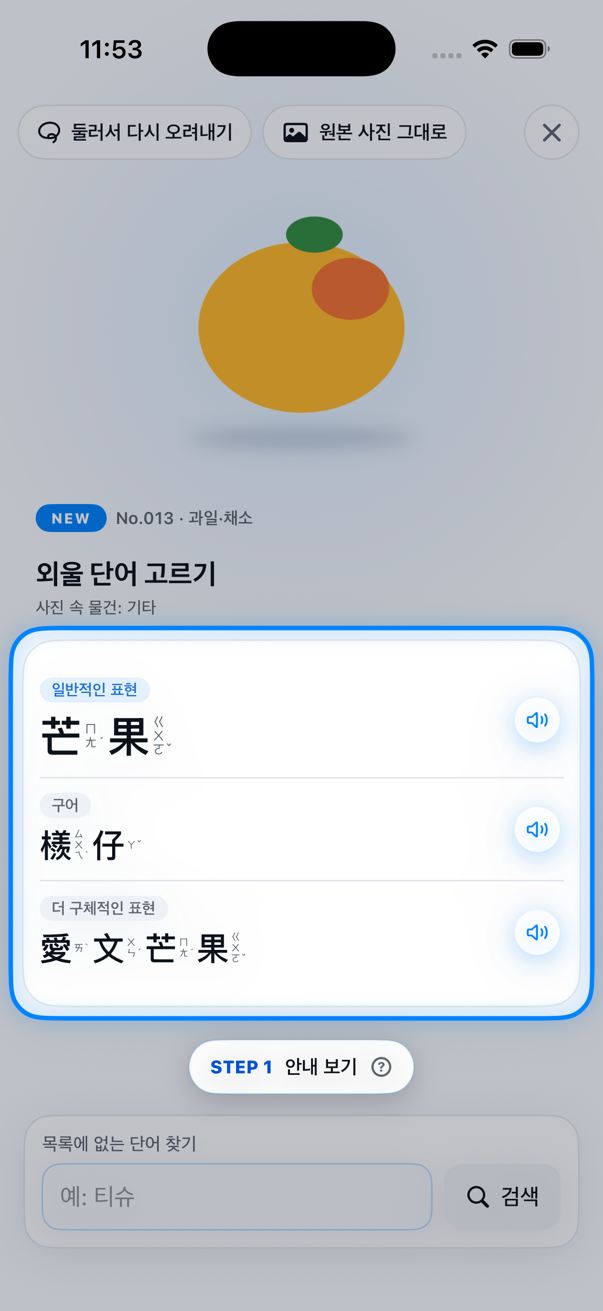 11:53
둘러서 다시 오려내기
원본 사진 그대로
NEW No.013 · 과일·채소
외울 단어 고르기
사진 속 물건: 기타
일반적인 표현
芒ㄇㄤˊ果ㄍㄨㄛˇ
구어
檨ㄙㄨㄟ仔ㄚˇ
더 구체적인 표현
愛ㄞˋ文ㄨㄣˊ芒ㄇㄤˊ果ㄍㄨㄛˇ
STEP 1 안내 보기 ?
목록에 없는 단어 찾기
예: 티슈
검색